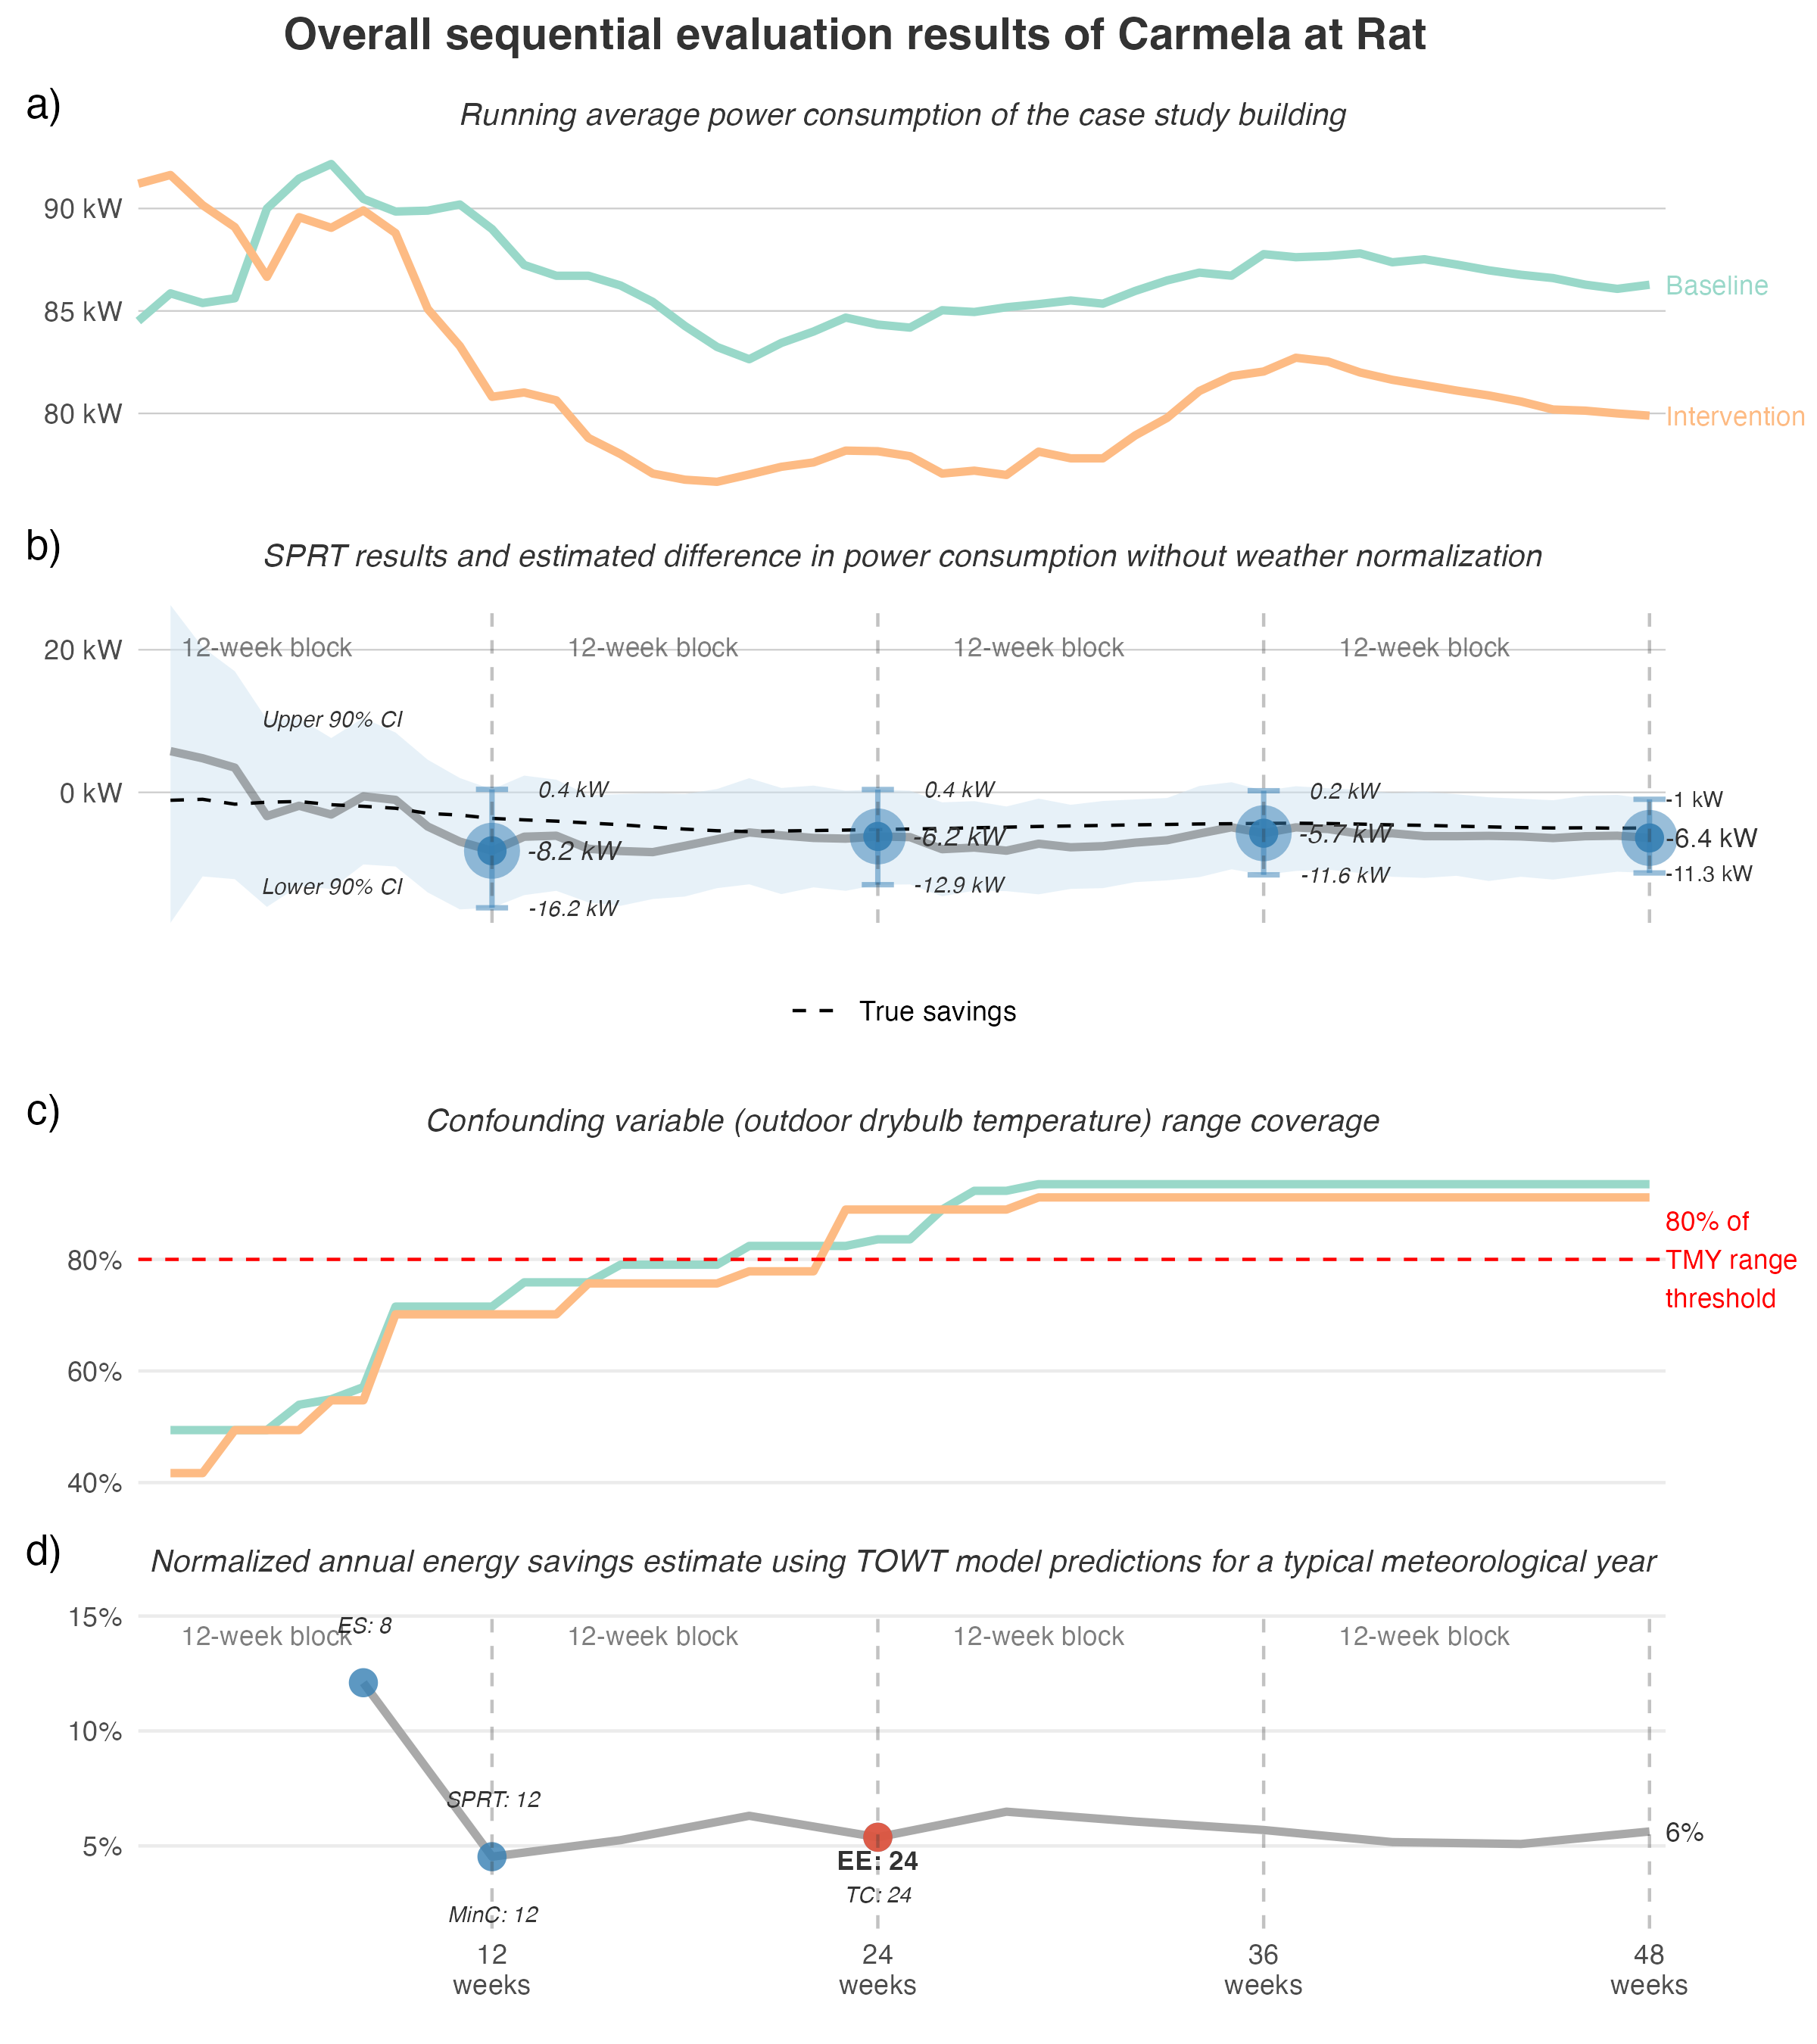 Overall sequential evaluation results of Carmela at Rat
a)
Running average power consumption of the case study building
90 kW
85 kW
80 kW
Baseline
Intervention
b)
SPRT results and estimated difference in power consumption without weather normalization
20 kW
0 kW
12-week block
12-week block
12-week block
12-week block
Upper 90% CI
Lower 90% CI
0.4 kW
-8.2 kW
-16.2 kW
0.4 kW
-6.2 kW
-12.9 kW
0.2 kW
-5.7 kW
-11.6 kW
-1 kW
-6.4 kW
-11.3 kW
True savings
c)
Confounding variable (outdoor drybulb temperature) range coverage
80%
60%
40%
80% of
TMY range
threshold
d)
Normalized annual energy savings estimate using TOWT model predictions for a typical meteorological year
15%
10%
5%
12-week block
12-week block
12-week block
12-week block
ES: 8
SPRT: 12
MinC: 12
EE: 24
TC: 24
6%
12
weeks
24
weeks
36
weeks
48
weeks